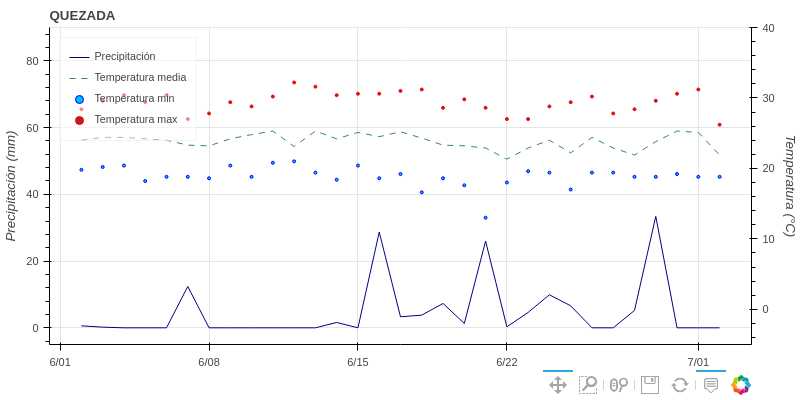 QUEZADA
Precipitación
Temperatura media
Temperatura min
Temperatura max
Precipitación (mm)
80
60
40
20
0
Temperatura (°C)
40
30
20
10
0
6/01
6/08
6/15
6/22
7/01